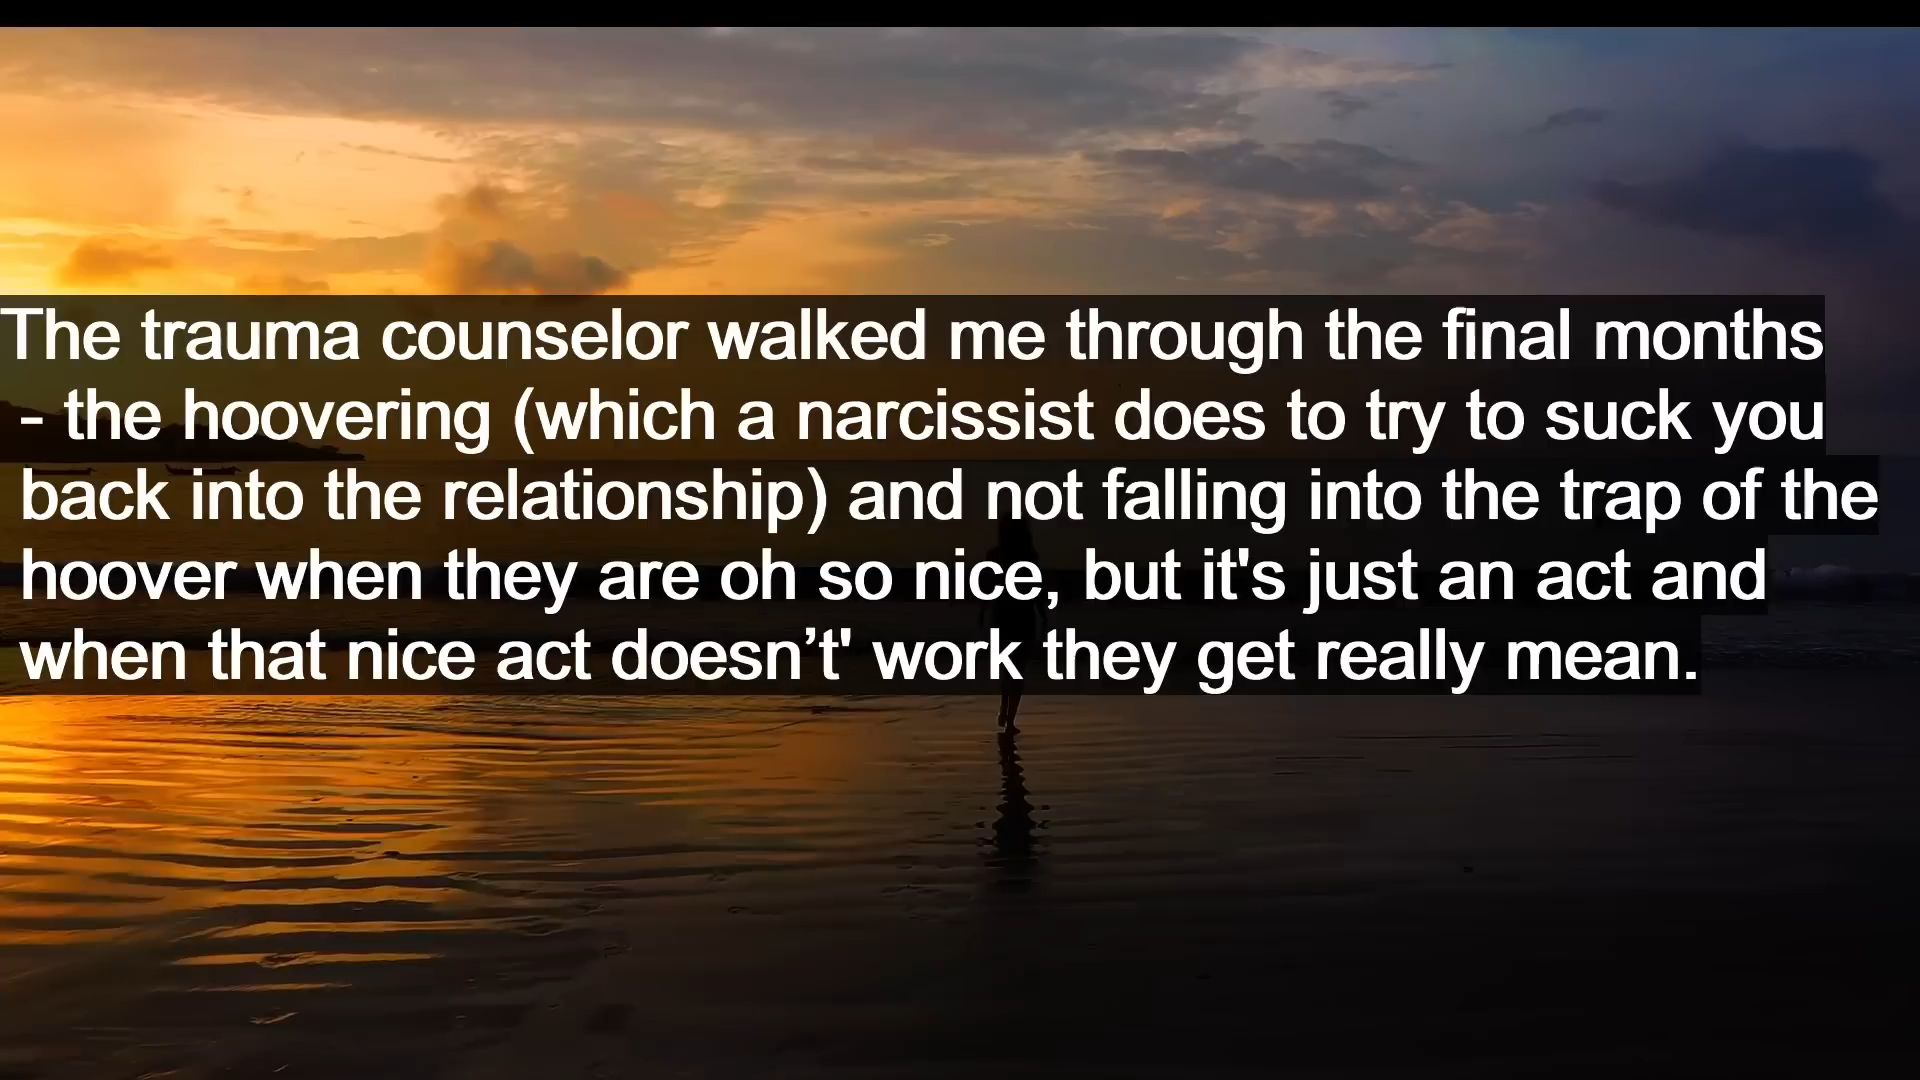 The trauma counselor walked me through the final months
- the hoovering (which a narcissist does to try to suck you
back into the relationship) and not falling into the trap of the
hoover when they are oh so nice, but it's just an act and
when that nice act doesn’t' work they get really mean.